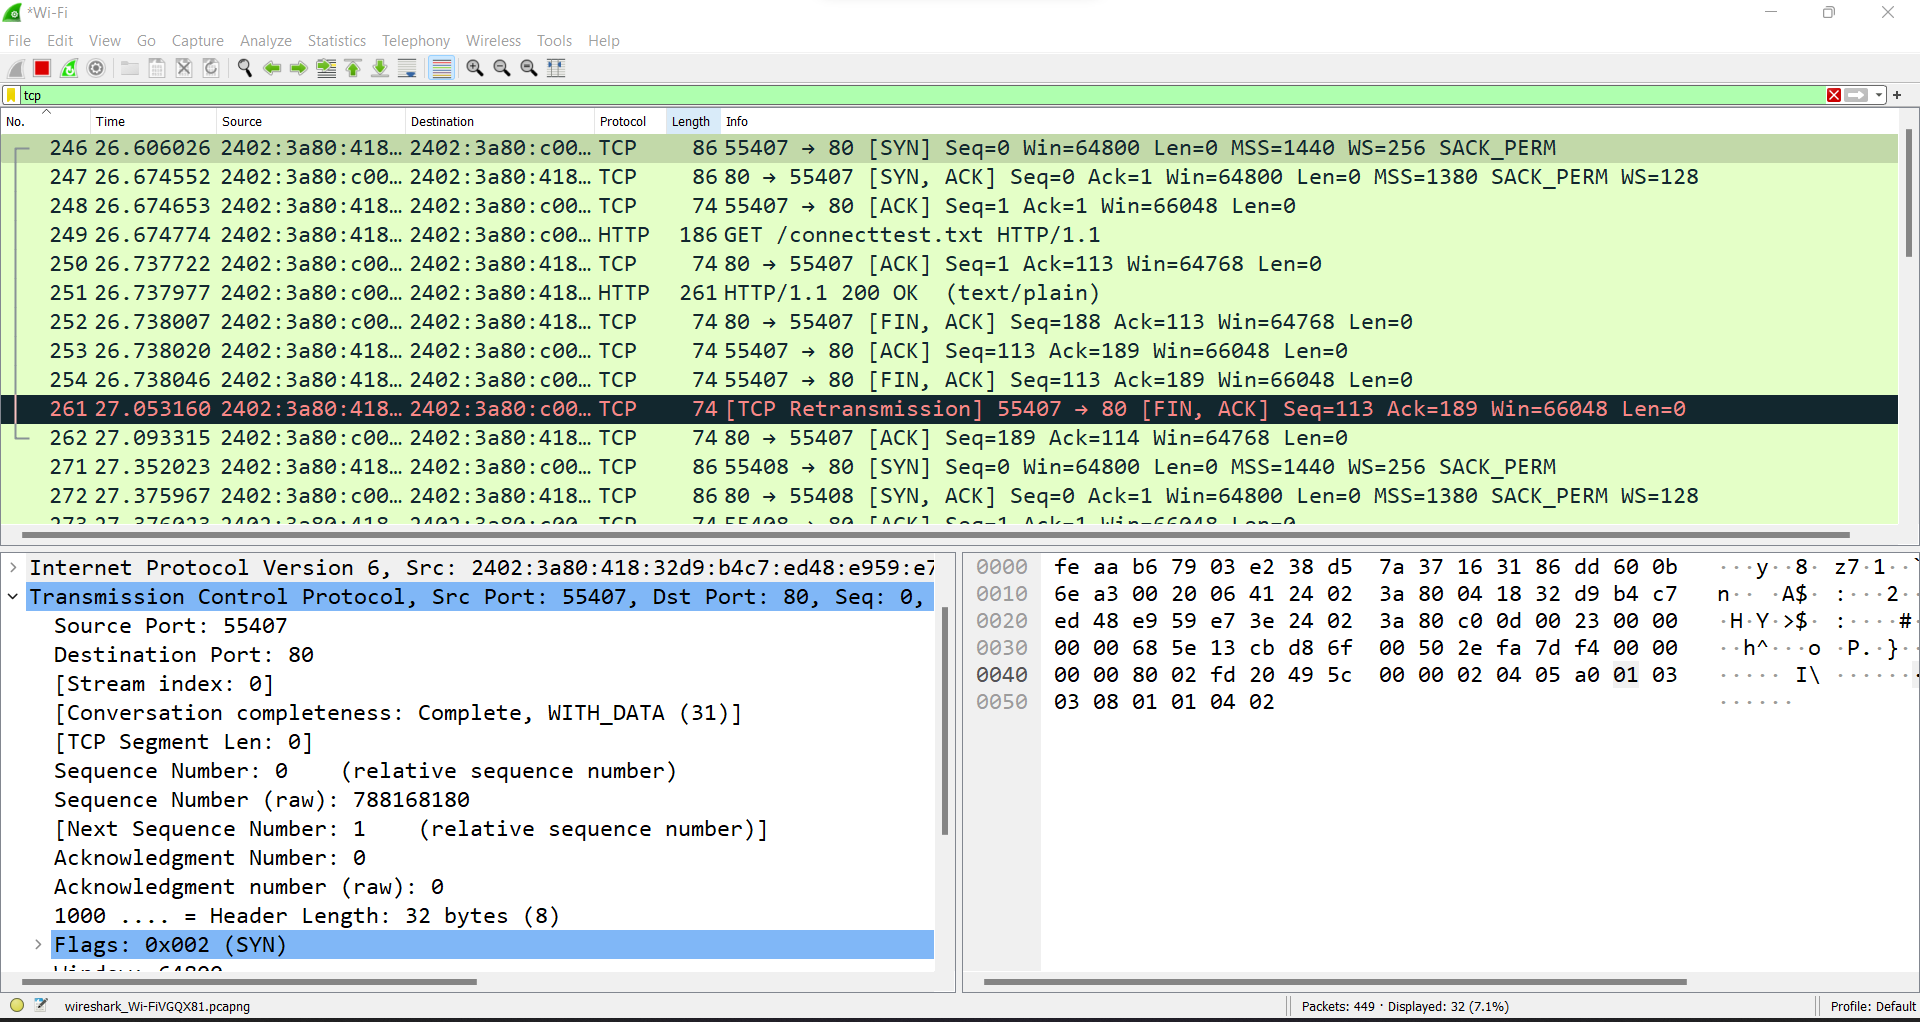 *Wi-Fi
File Edit View Go Capture Analyze Statistics Telephony Wireless Tools Help
tcp
No. Time Source Destination Protocol Length Info
246 26.606026 2402:3a80:418… 2402:3a80:c00… TCP 86 55407 → 80 [SYN] Seq=0 Win=64800 Len=0 MSS=1440 WS=256 SACK_PERM
247 26.674552 2402:3a80:c00… 2402:3a80:418… TCP 86 80 → 55407 [SYN, ACK] Seq=0 Ack=1 Win=64800 Len=0 MSS=1380 SACK_PERM WS=128
248 26.674653 2402:3a80:418… 2402:3a80:c00… TCP 74 55407 → 80 [ACK] Seq=1 Ack=1 Win=66048 Len=0
249 26.674774 2402:3a80:418… 2402:3a80:c00… HTTP 186 GET /connecttest.txt HTTP/1.1
250 26.737722 2402:3a80:c00… 2402:3a80:418… TCP 74 80 → 55407 [ACK] Seq=1 Ack=113 Win=64768 Len=0
251 26.737977 2402:3a80:c00… 2402:3a80:418… HTTP 261 HTTP/1.1 200 OK (text/plain)
252 26.738007 2402:3a80:c00… 2402:3a80:418… TCP 74 80 → 55407 [FIN, ACK] Seq=188 Ack=113 Win=64768 Len=0
253 26.738020 2402:3a80:418… 2402:3a80:c00… TCP 74 55407 → 80 [ACK] Seq=113 Ack=189 Win=66048 Len=0
254 26.738046 2402:3a80:418… 2402:3a80:c00… TCP 74 55407 → 80 [FIN, ACK] Seq=113 Ack=189 Win=66048 Len=0
261 27.053160 2402:3a80:418… 2402:3a80:c00… TCP 74 [TCP Retransmission] 55407 → 80 [FIN, ACK] Seq=113 Ack=189 Win=66048 Len=0
262 27.093315 2402:3a80:c00… 2402:3a80:418… TCP 74 80 → 55407 [ACK] Seq=189 Ack=114 Win=64768 Len=0
271 27.352023 2402:3a80:418… 2402:3a80:c00… TCP 86 55408 → 80 [SYN] Seq=0 Win=64800 Len=0 MSS=1440 WS=256 SACK_PERM
272 27.375967 2402:3a80:c00… 2402:3a80:418… TCP 86 80 → 55408 [SYN, ACK] Seq=0 Ack=1 Win=64800 Len=0 MSS=1380 SACK_PERM WS=128
273 27.376023 2402:3a80:418… 2402:3a80:c00… TCP 74 55408 → 80 [ACK] Seq=1 Ack=1 Win=66048 Len=0
Internet Protocol Version 6, Src: 2402:3a80:418:32d9:b4c7:ed48:e959:e7
Transmission Control Protocol, Src Port: 55407, Dst Port: 80, Seq: 0,
Source Port: 55407
Destination Port: 80
[Stream index: 0]
[Conversation completeness: Complete, WITH_DATA (31)]
[TCP Segment Len: 0]
Sequence Number: 0 (relative sequence number)
Sequence Number (raw): 788168180
[Next Sequence Number: 1 (relative sequence number)]
Acknowledgment Number: 0
Acknowledgment number (raw): 0
1000 .... = Header Length: 32 bytes (8)
Flags: 0x002 (SYN)
Window: 64800
0000 fe aa b6 79 03 e2 38 d5 7a 37 16 31 86 dd 60 0b ···y··8· z7·1··`
0010 6e a3 00 20 06 41 24 02 3a 80 04 18 32 d9 b4 c7 n·· ·A$· :···2···
0020 ed 48 e9 59 e7 3e 24 02 3a 80 c0 0d 00 23 00 00 ·H·Y·>$· :····#
0030 00 00 68 5e 13 cb d8 6f 00 50 2e fa 7d f4 00 00 ··h^···o ·P.·}··
0040 00 00 80 02 fd 20 49 5c 00 00 02 04 05 a0 01 03 ····· I\ ·······
0050 03 08 01 01 04 02 ······
wireshark_Wi-FiVGQX81.pcapng
Packets: 449 · Displayed: 32 (7.1%)
Profile: Default